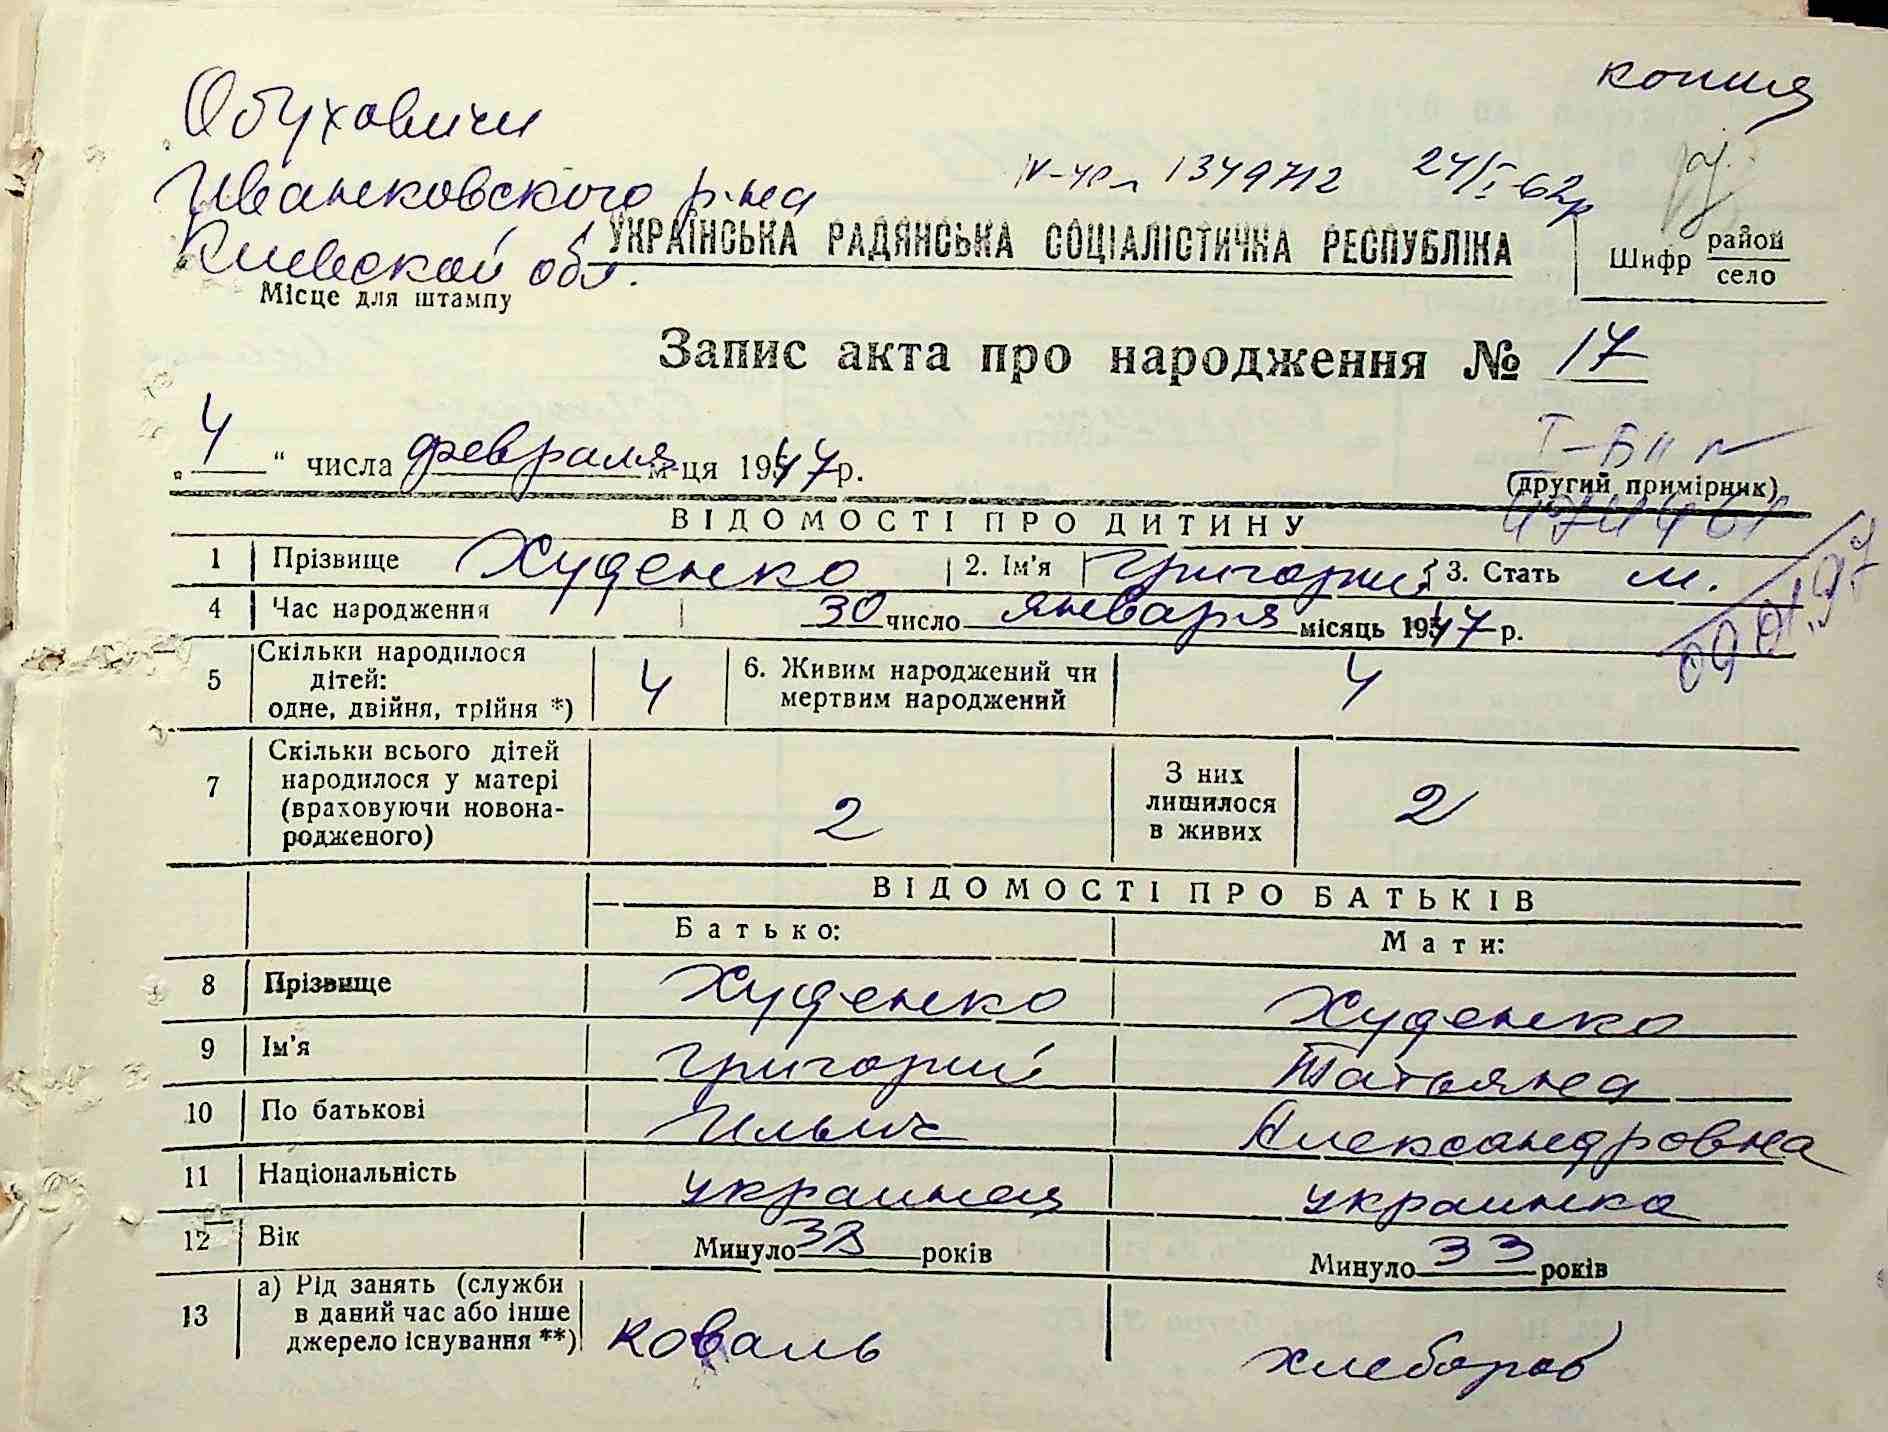 копия
Обуховичи
Иванковского р-на
Киевской обл.
1349712 24/I-62р
УКРАЇНСЬКА РАДЯНСЬКА СОЦІАЛІСТИЧНА РЕСПУБЛІКА
Шифр район
село
Місце для штампу
Запис акта про народження № 17
„4“ числа февраля м-ця 1947 р.
(другий примірник)
ВІДОМОСТІ ПРО ДИТИНУ
1 Прізвище Худенко 2. Ім'я Григорий 3. Стать м.
4 Час народження 30 число января місяць 1947 р.
5 Скільки народилося дітей: одне, двійня, трійня *) 4 6. Живим народжений чи мертвим народжений 4
7 Скільки всього дітей народилося у матері (враховуючи новонародженого) 2 З них лишилося в живих 2
ВІДОМОСТІ ПРО БАТЬКІВ
Батько: Мати:
8 Прізвище Худенко Худенко
9 Ім'я Григорий Татьяна
10 По батькові Ильич Александровна
11 Національність украинец украинка
12 Вік Минуло 33 років Минуло 33 років
13 а) Рід занять (служби в даний час або інше джерело існування **) коваль хлебороб